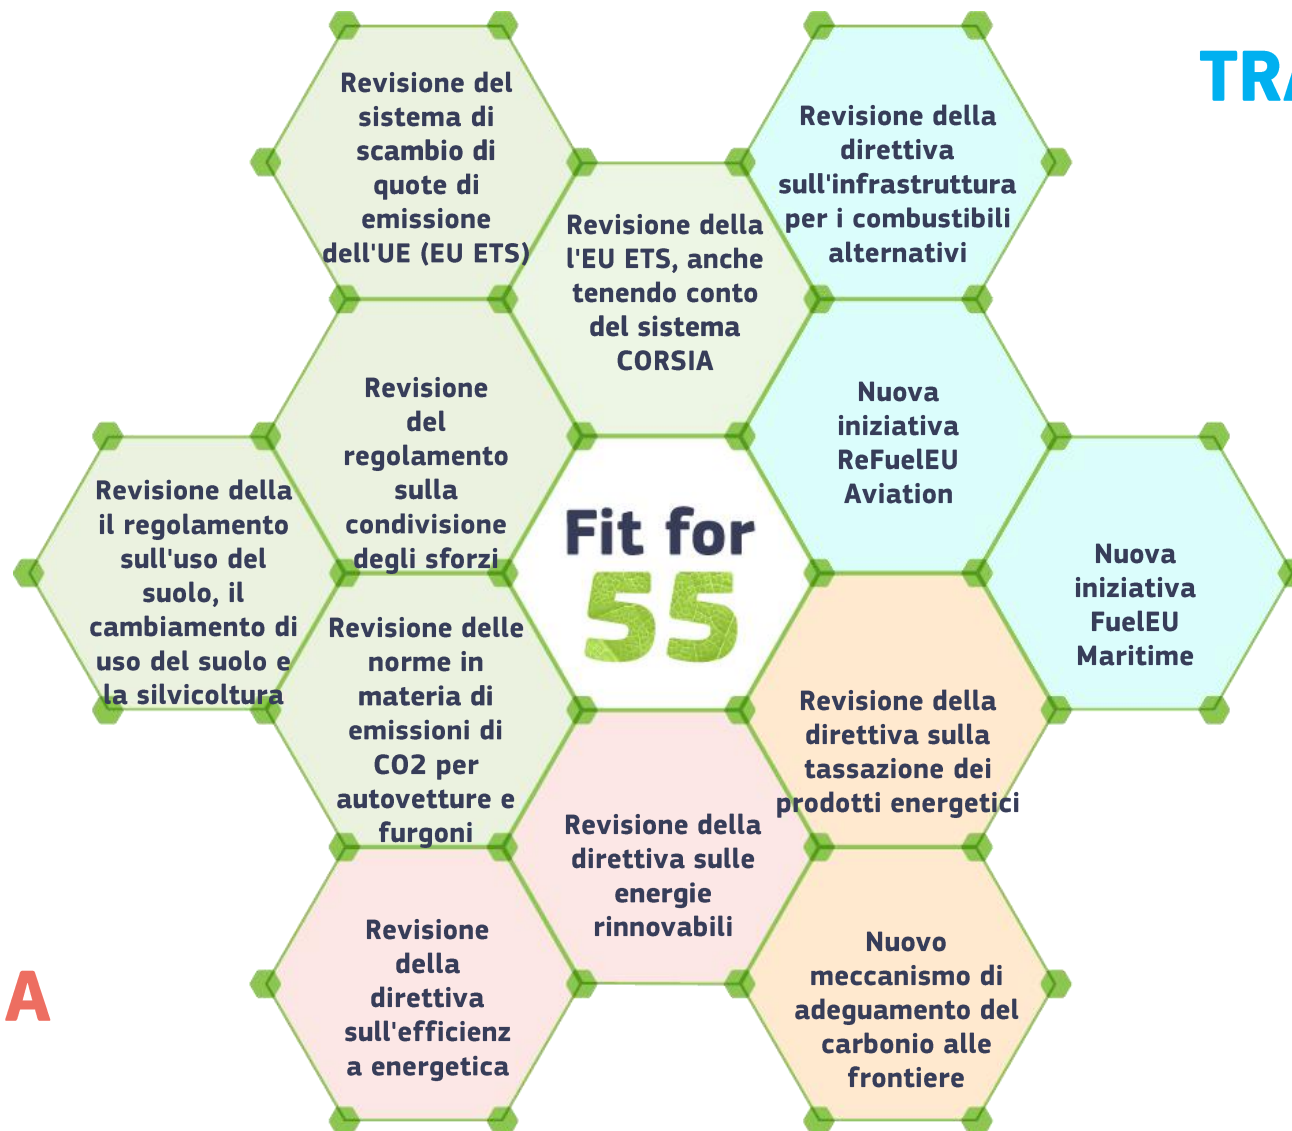 Revisione del
sistema di
scambio di
quote di
emissione
dell'UE (EU ETS)
Revisione della
l'EU ETS, anche
tenendo conto
del sistema
CORSIA
Revisione della
direttiva
sull'infrastruttura
per i combustibili
alternativi
TRA
Revisione
del
regolamento
sulla
condivisione
degli sforzi
Nuova
iniziativa
ReFuelEU
Aviation
Revisione della
il regolamento
sull'uso del
suolo, il
cambiamento di
uso del suolo e
la silvicoltura
Fit for
55
Nuova
iniziativa
FuelEU
Maritime
Revisione delle
norme in
materia di
emissioni di
CO2 per
autovetture e
furgoni
Revisione della
direttiva sulla
tassazione dei
prodotti energetici
Revisione della
direttiva sulle
energie
rinnovabili
Revisione
della
direttiva
sull'efficienz
a energetica
Nuovo
meccanismo di
adeguamento del
carbonio alle
frontiere
A